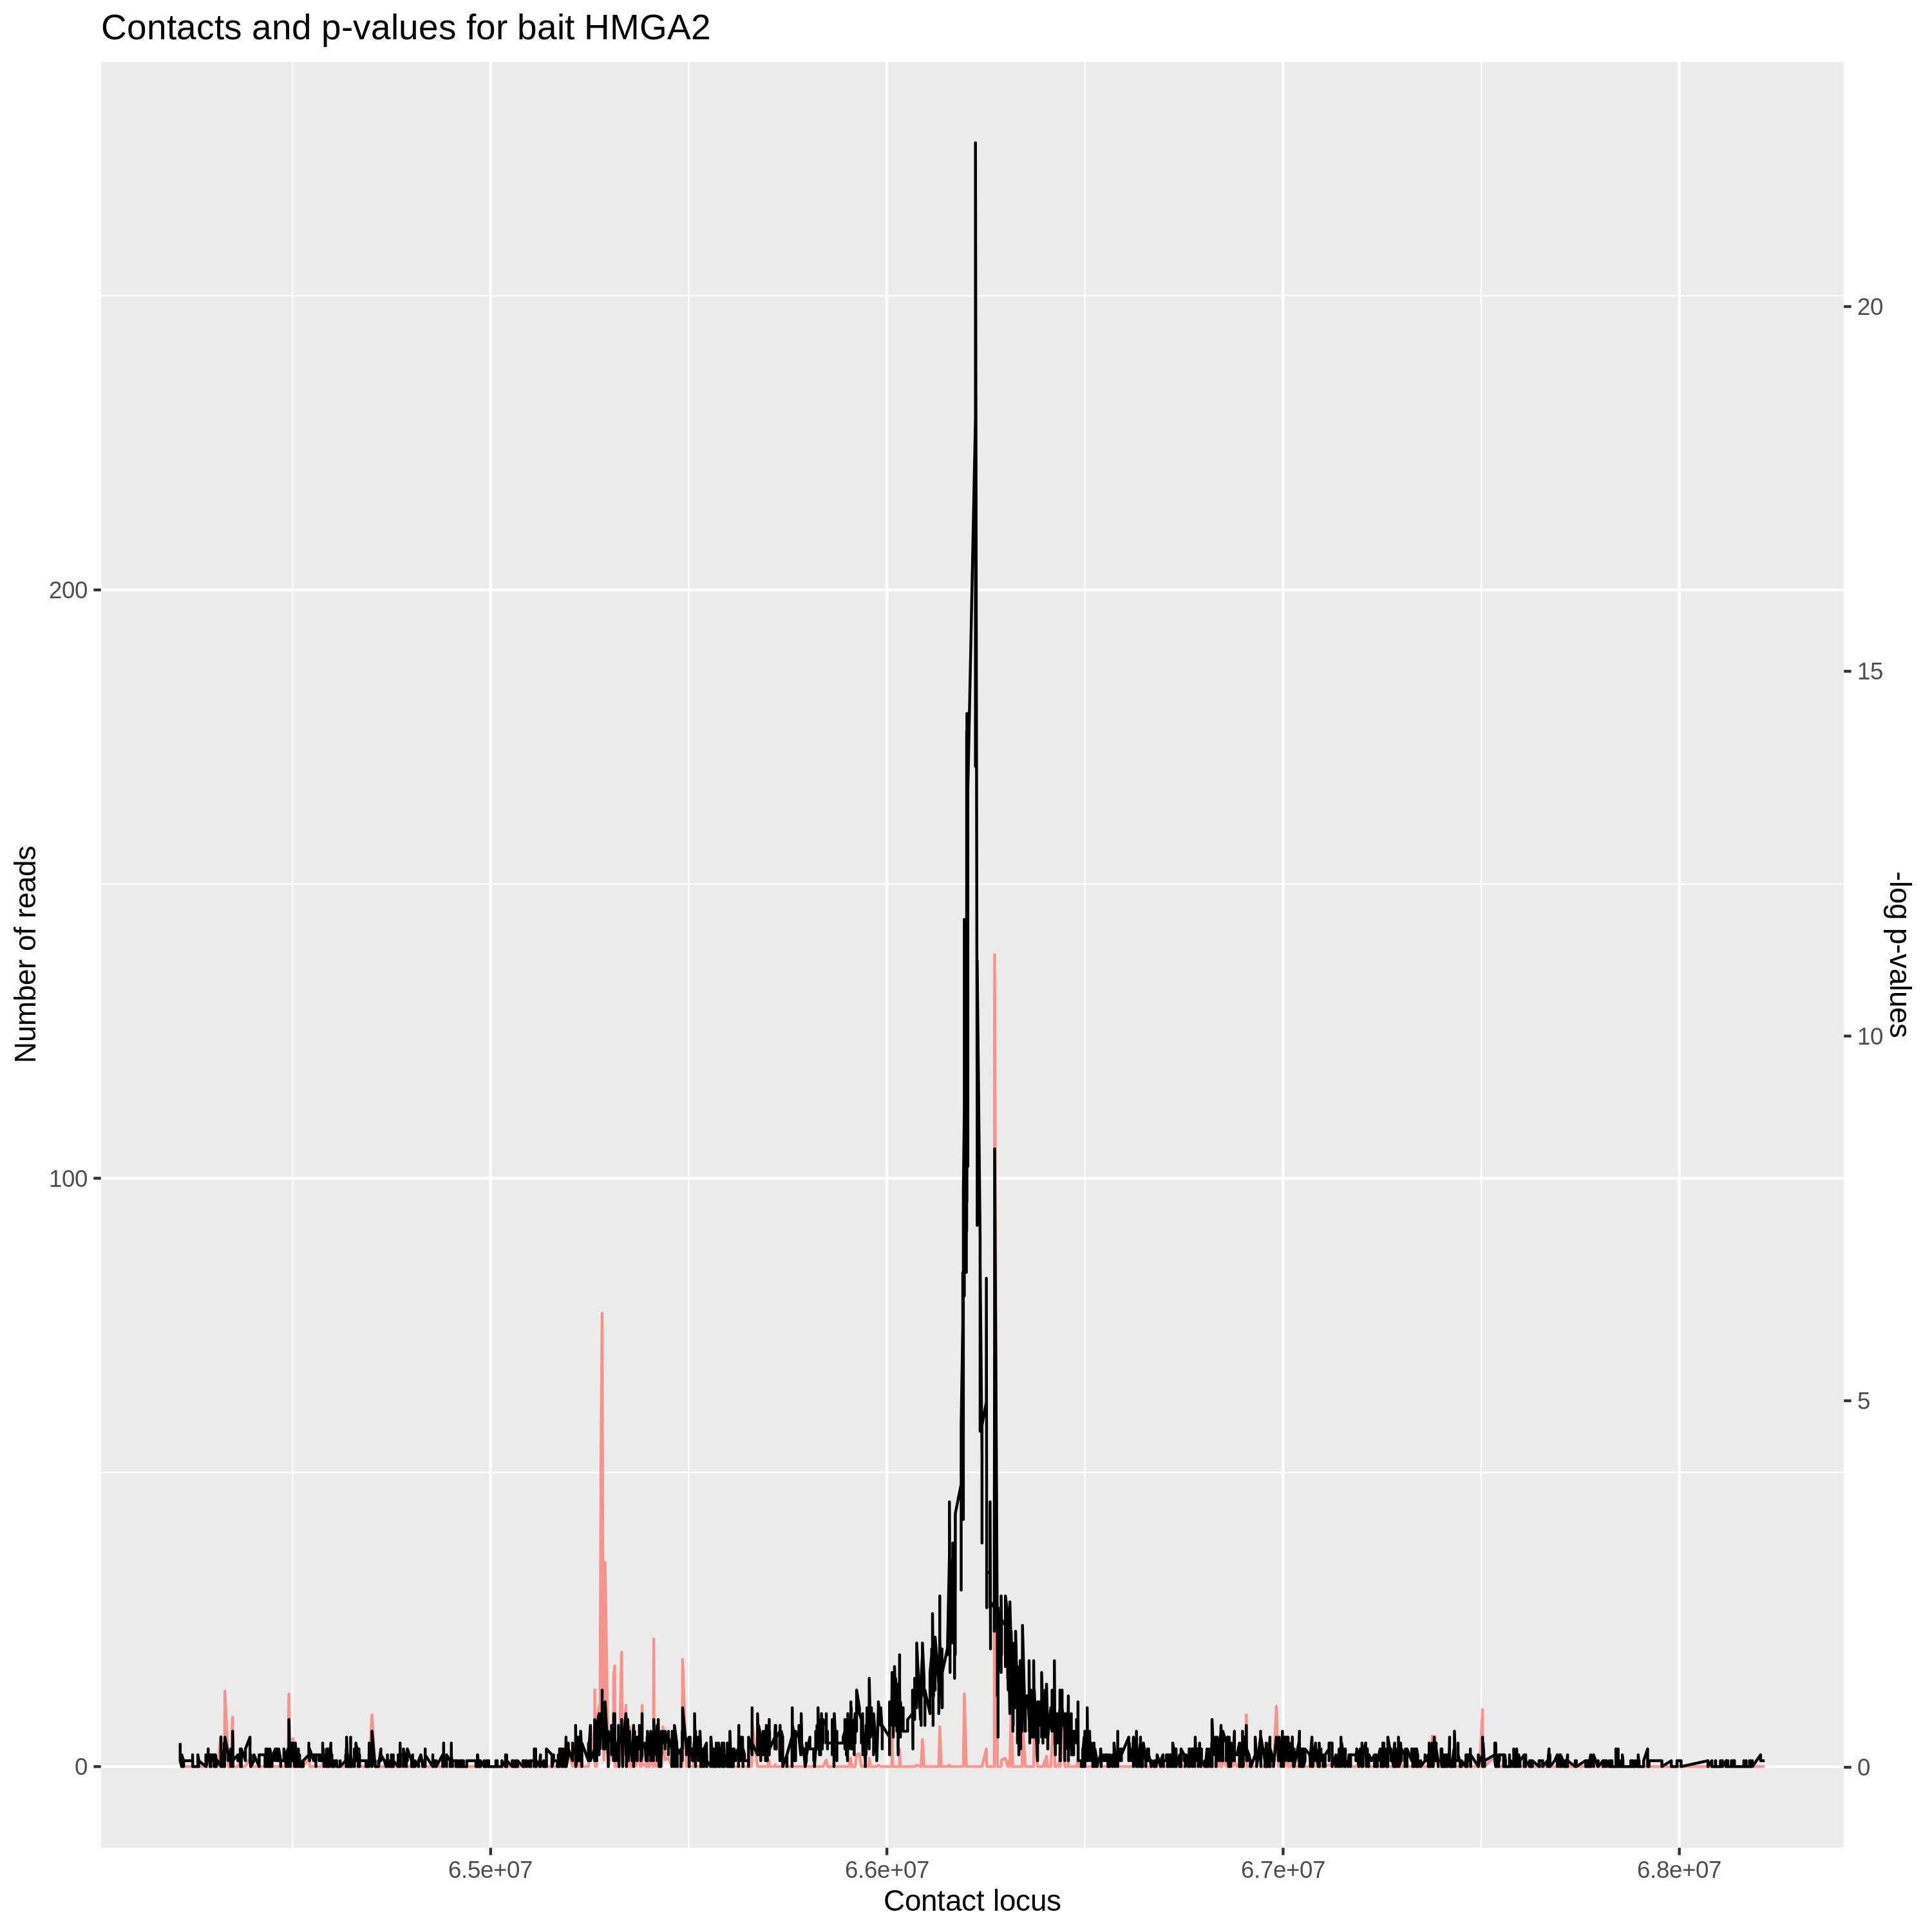 Contacts and p-values for bait HMGA2
Number of reads
200
100
0
20
15
10
5
0
-log p-values
6.5e+07
6.6e+07
6.7e+07
6.8e+07
Contact locus